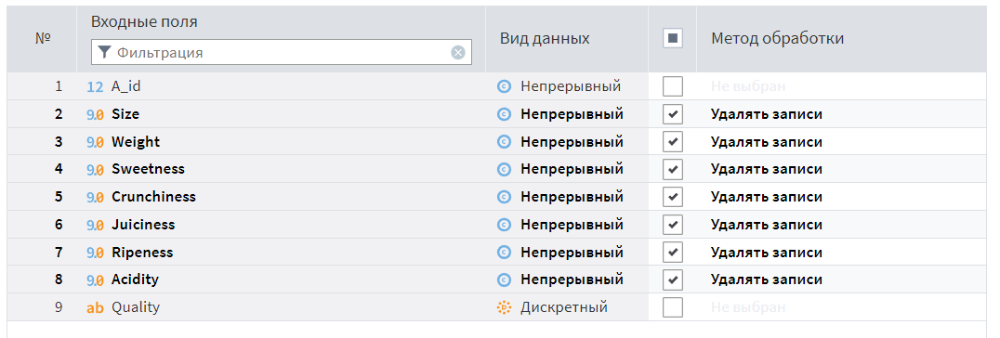 № Входные поля Вид данных Метод обработки
Фильтрация
1 12 A_id Непрерывный Не выбран
2 9.0 Size Непрерывный Удалять записи
3 9.0 Weight Непрерывный Удалять записи
4 9.0 Sweetness Непрерывный Удалять записи
5 9.0 Crunchiness Непрерывный Удалять записи
6 9.0 Juiciness Непрерывный Удалять записи
7 9.0 Ripeness Непрерывный Удалять записи
8 9.0 Acidity Непрерывный Удалять записи
9 ab Quality Дискретный Не выбран